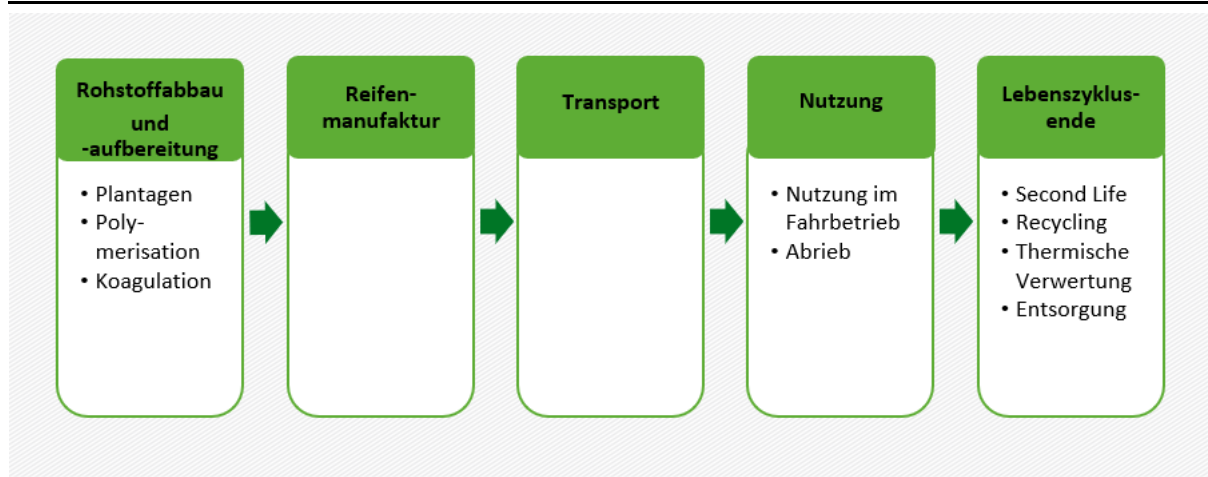 Rohstoffabbau
und
-aufbereitung
• Plantagen
• Poly-
merisation
• Koagulation
Reifen-
manufaktur
Transport
Nutzung
• Nutzung im
Fahrbetrieb
• Abrieb
Lebenszyklus-
ende
• Second Life
• Recycling
• Thermische
Verwertung
• Entsorgung